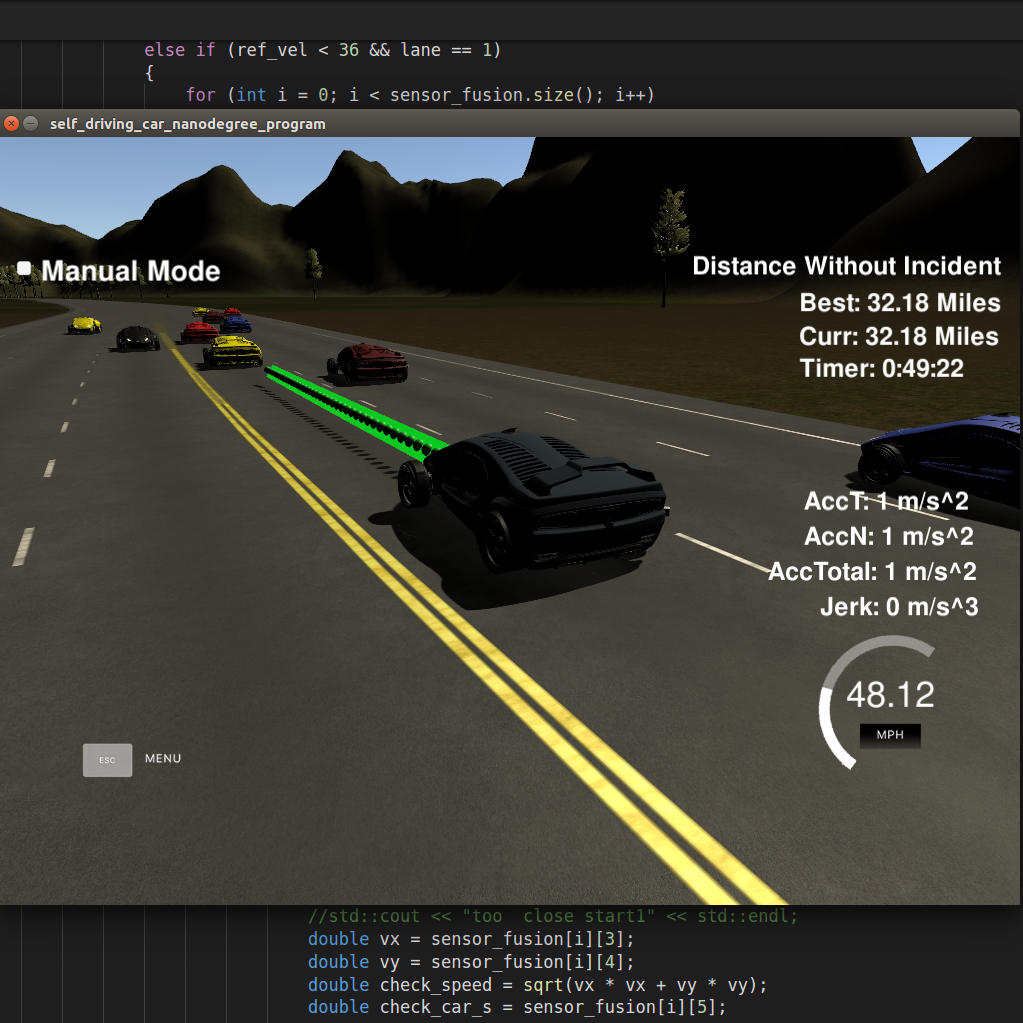 else if (ref_vel < 36 && lane == 1)
{
for (int i = 0; i < sensor_fusion.size(); i++)
self_driving_car_nanodegree_program
Manual Mode
Distance Without Incident
Best: 32.18 Miles
Curr: 32.18 Miles
Timer: 0:49:22
AccT: 1 m/s^2
AccN: 1 m/s^2
AccTotal: 1 m/s^2
Jerk: 0 m/s^3
48.12
MPH
ESC MENU
//std::cout << "too  close start1" << std::endl;
double vx = sensor_fusion[i][3];
double vy = sensor_fusion[i][4];
double check_speed = sqrt(vx * vx + vy * vy);
double check_car_s = sensor_fusion[i][5];